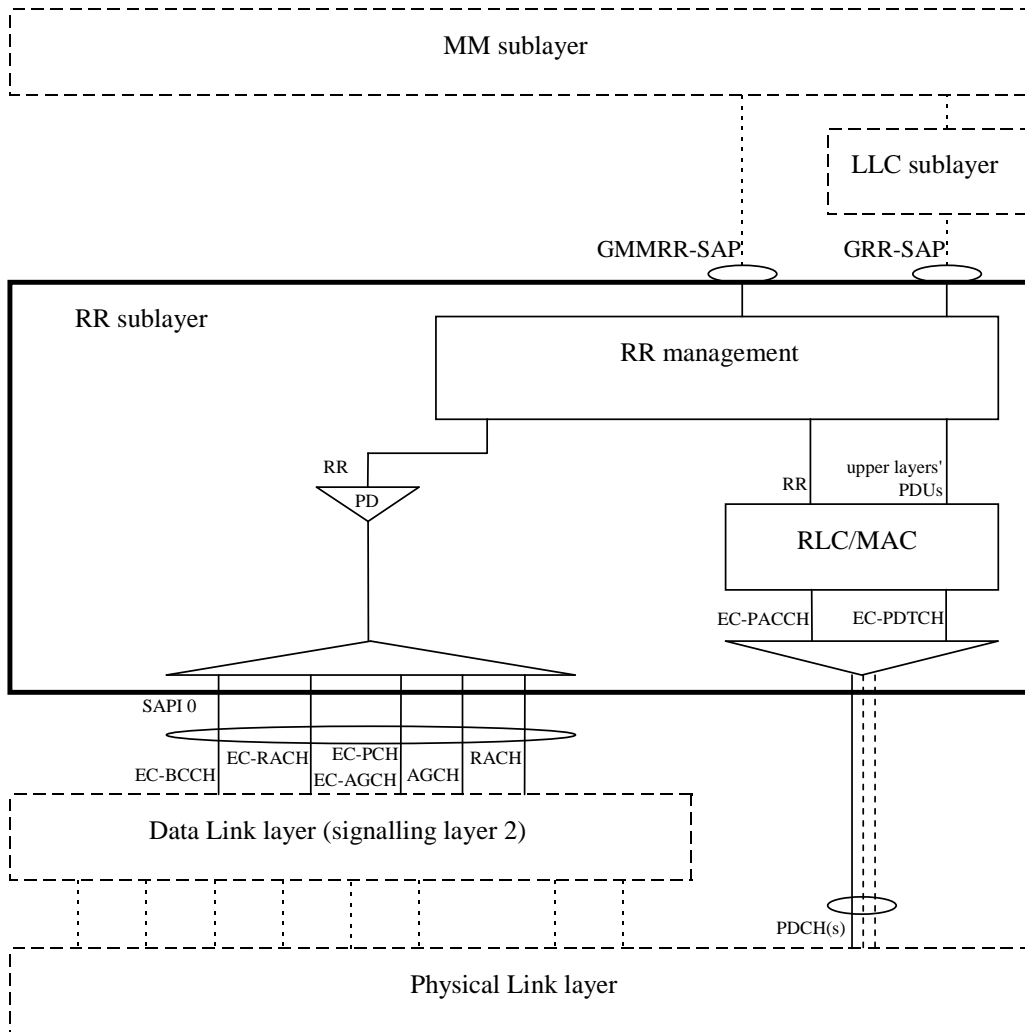 MM sublayer
LLC sublayer
GMMRR-SAP
GRR-SAP
RR sublayer
RR management
RR
PD
RR
upper layers'
PDUs
RLC/MAC
EC-PACCH
EC-PDTCH
SAPI 0
EC-BCCH
EC-RACH
EC-PCH
EC-AGCH
AGCH
RACH
Data Link layer (signalling layer 2)
PDCH(s)
Physical Link layer